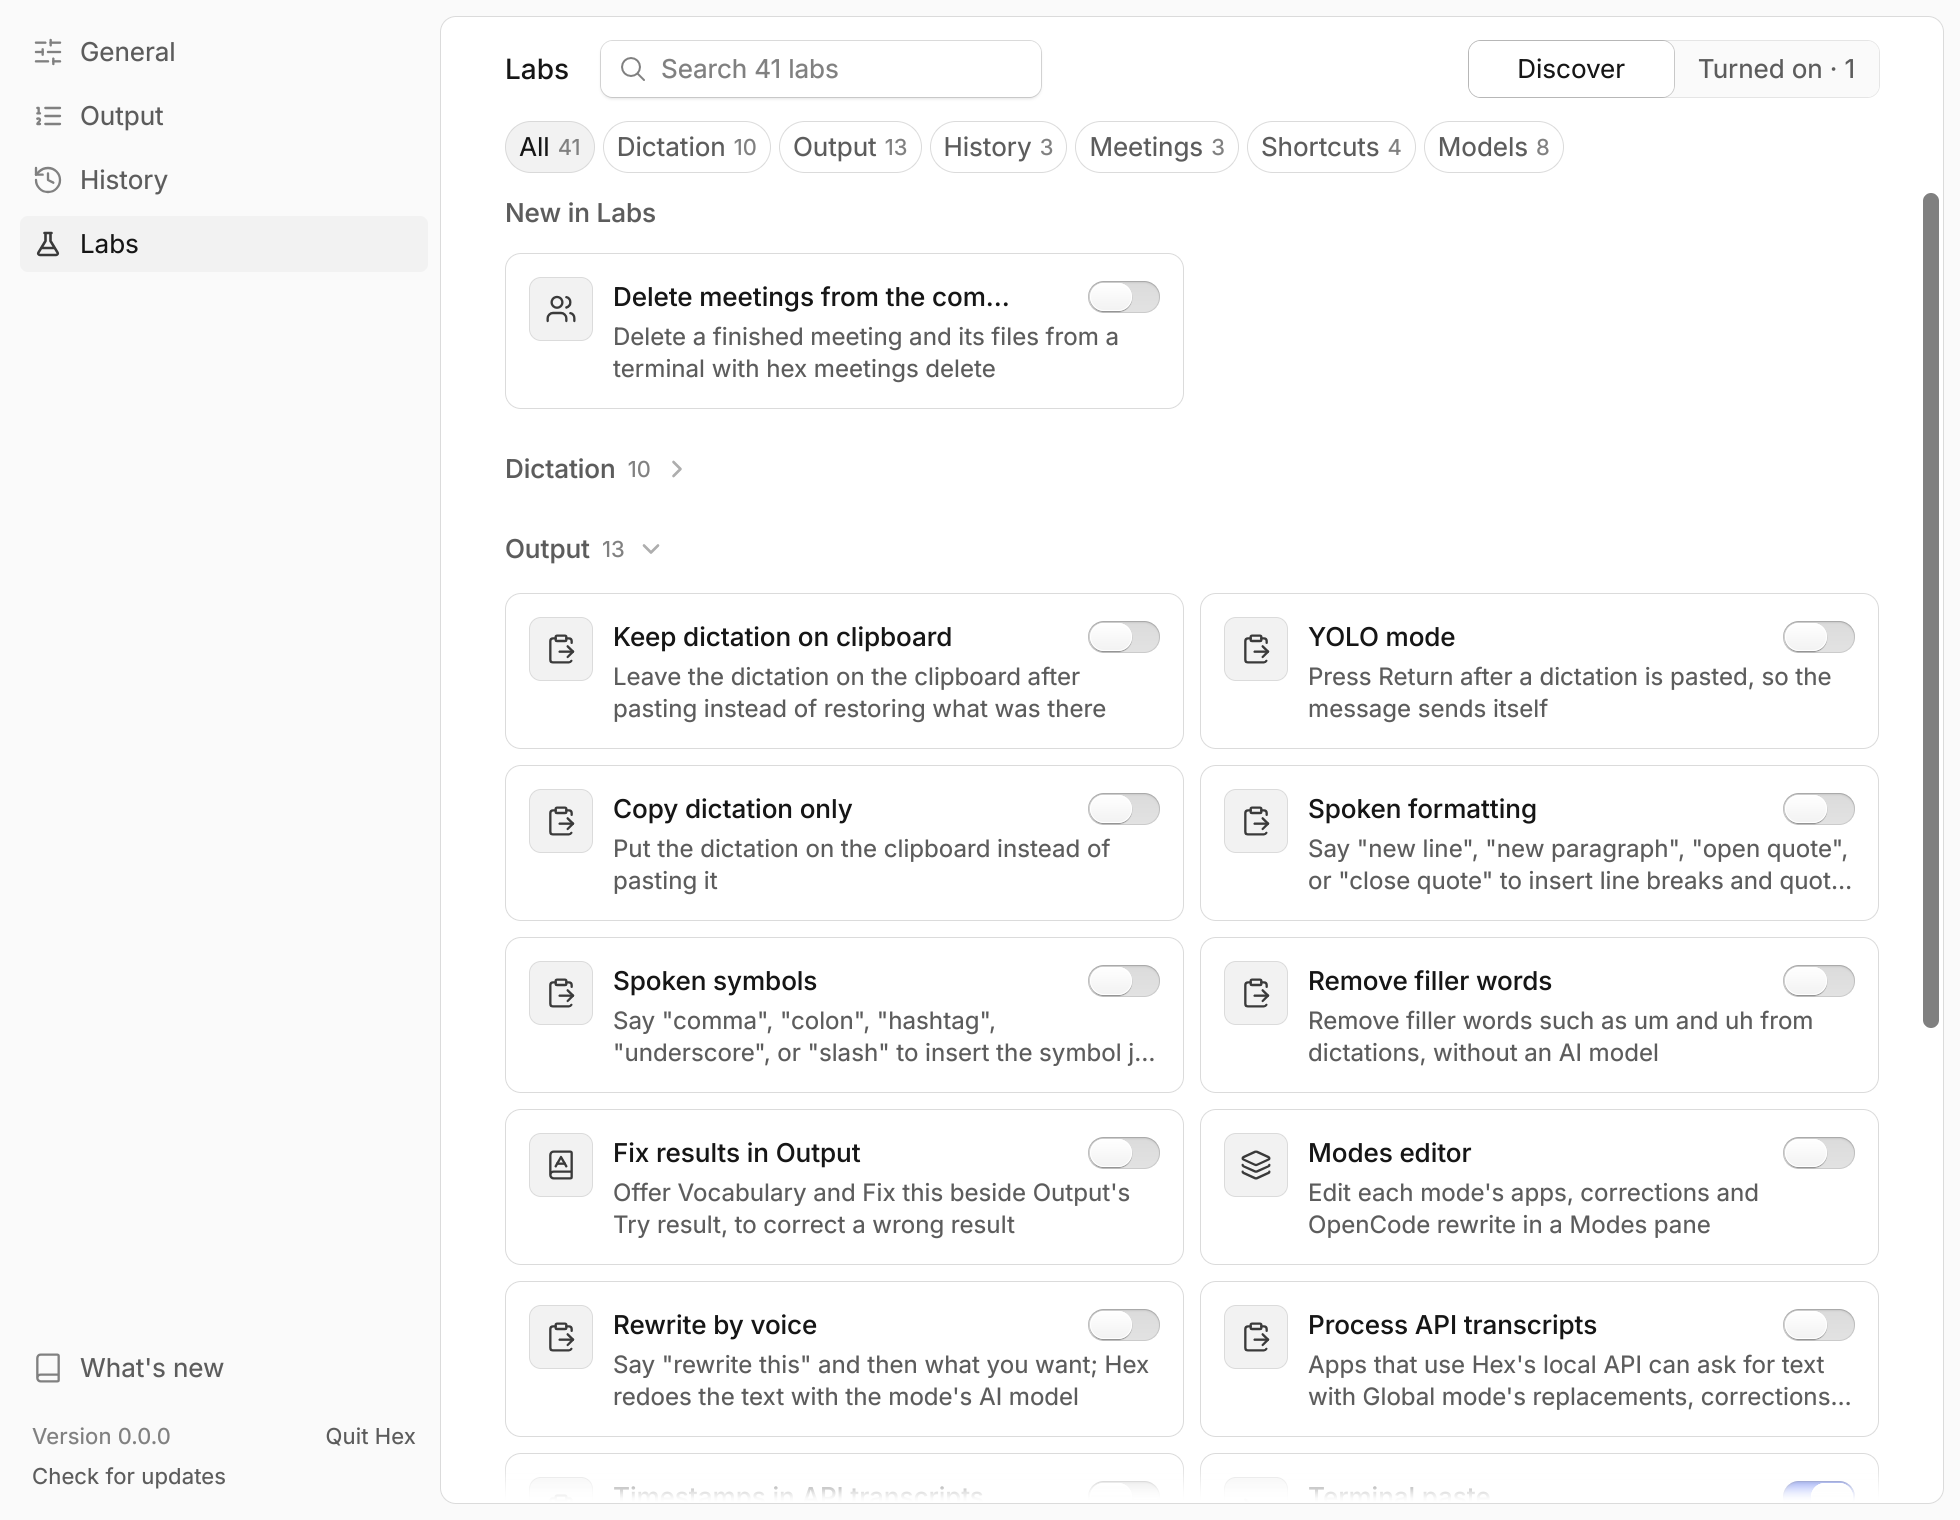 General
Output
History
Labs
What's new
Version 0.0.0
Quit Hex
Check for updates
Labs
Search 41 labs
Discover
Turned on · 1
All 41
Dictation 10
Output 13
History 3
Meetings 3
Shortcuts 4
Models 8
New in Labs
Delete meetings from the com...
Delete a finished meeting and its files from a
terminal with hex meetings delete
Dictation 10
Output 13
Keep dictation on clipboard
Leave the dictation on the clipboard after
pasting instead of restoring what was there
YOLO mode
Press Return after a dictation is pasted, so the
message sends itself
Copy dictation only
Put the dictation on the clipboard instead of
pasting it
Spoken formatting
Say "new line", "new paragraph", "open quote",
or "close quote" to insert line breaks and quot...
Spoken symbols
Say "comma", "colon", "hashtag",
"underscore", or "slash" to insert the symbol j...
Remove filler words
Remove filler words such as um and uh from
dictations, without an AI model
Fix results in Output
Offer Vocabulary and Fix this beside Output's
Try result, to correct a wrong result
Modes editor
Edit each mode's apps, corrections and
OpenCode rewrite in a Modes pane
Rewrite by voice
Say "rewrite this" and then what you want; Hex
redoes the text with the mode's AI model
Process API transcripts
Apps that use Hex's local API can ask for text
with Global mode's replacements, corrections...
Timestamps in API transcripts
Terminal paste